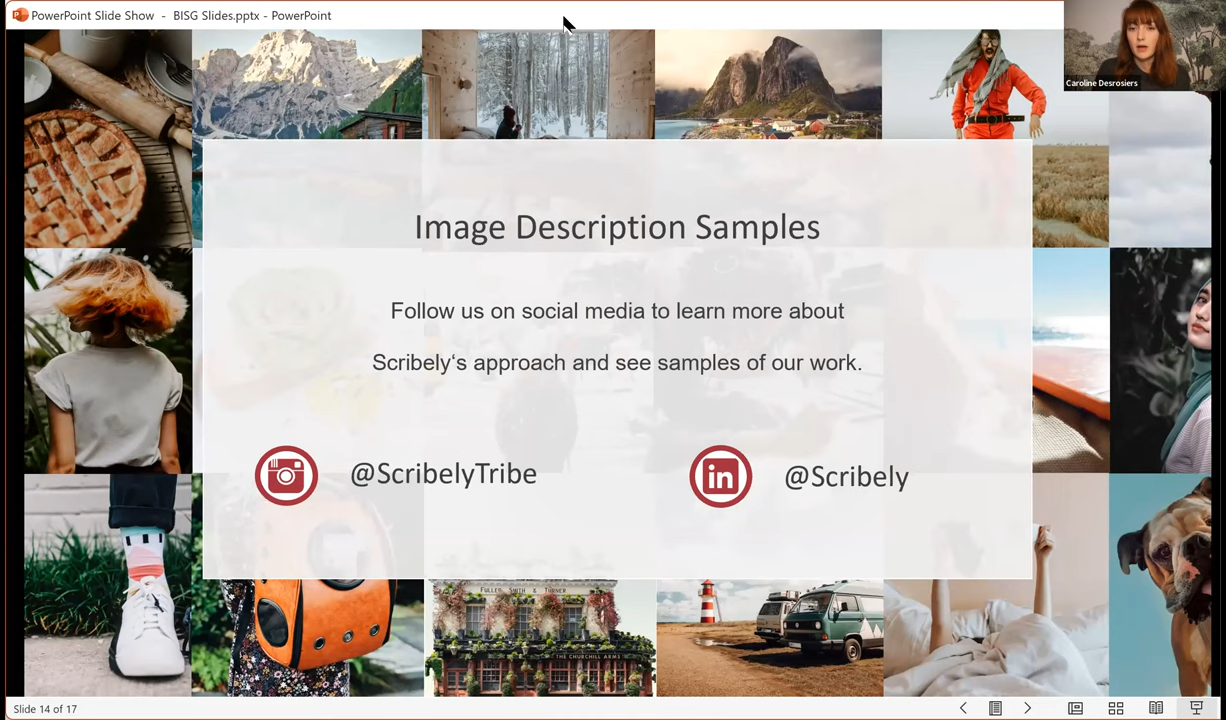 PowerPoint Slide Show - BISG Slides.pptx - PowerPoint
Caroline Desrosiers
Image Description Samples
Follow us on social media to learn more about
Scribely‘s approach and see samples of our work.
@ScribelyTribe
in
@Scribely
FULLER SMITH & TURNER
THE CHURCHILL ARMS
Slide 14 of 17